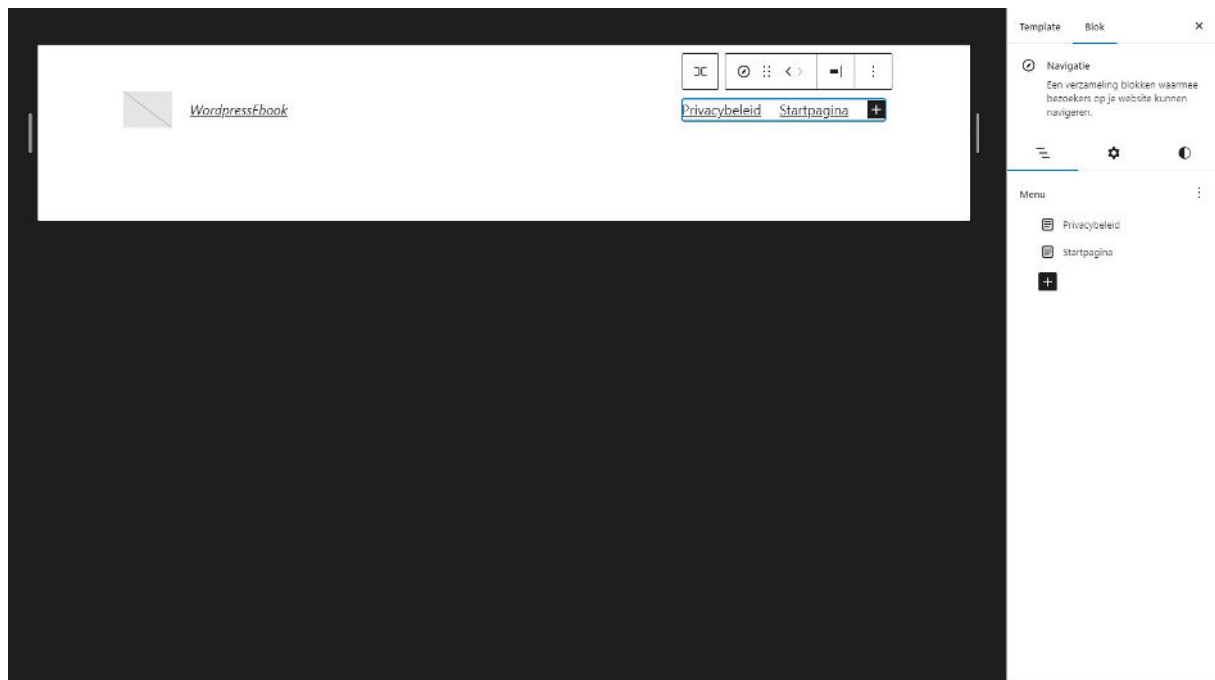 Template Blok
Navigatie
Een verzameling blokken waarmee
bezoekers op je website kunnen
navigeren.
WordpressEbook
Privacybeleid Startpagina
Menu
Privacybeleid
Startpagina